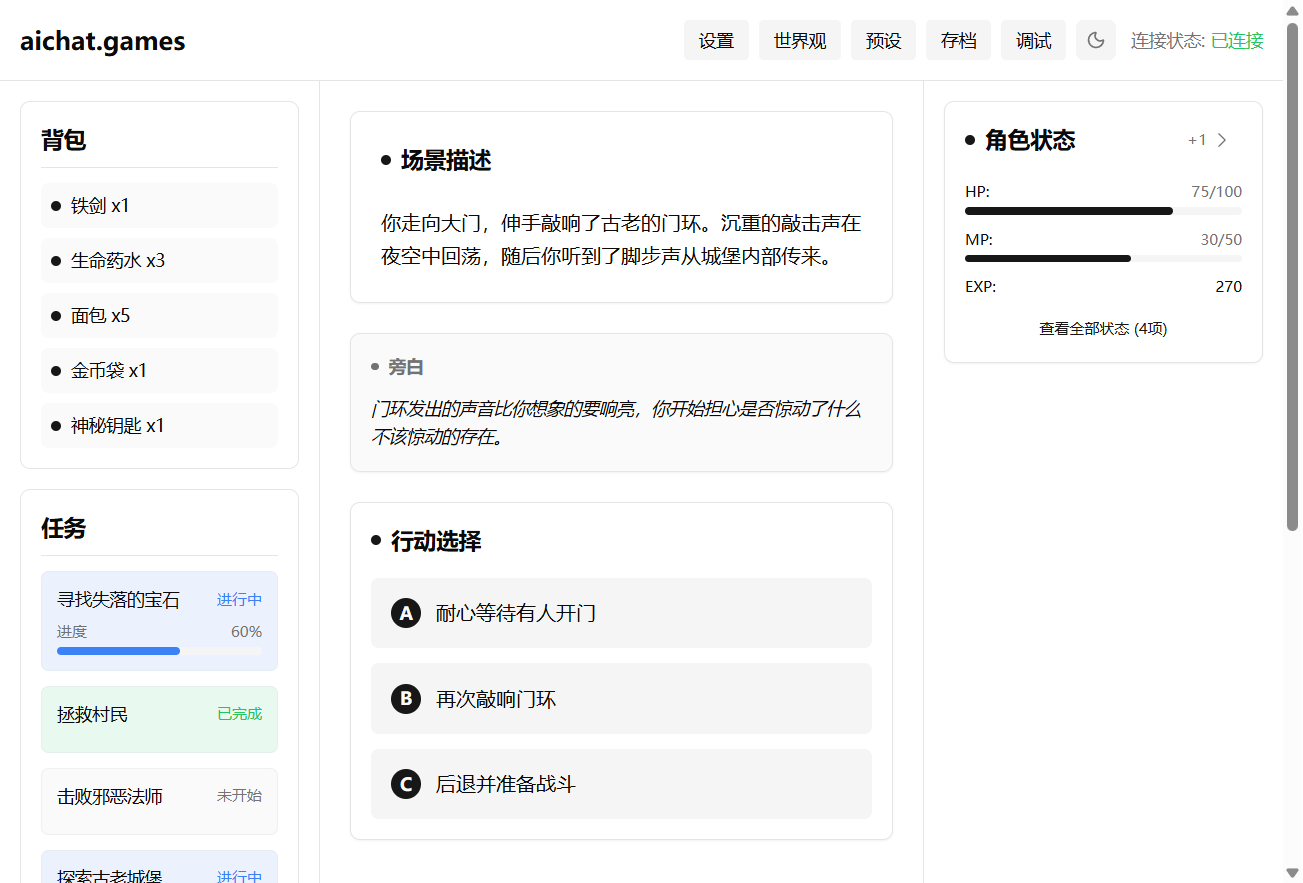 aichat.games
设置
世界观
预设
存档
调试
连接状态: 已连接
背包
铁剑 x1
生命药水 x3
面包 x5
金币袋 x1
神秘钥匙 x1
任务
寻找失落的宝石 进行中
进度 60%
拯救村民 已完成
击败邪恶法师 未开始
探索古老城堡 进行中
场景描述
你走向大门，伸手敲响了古老的门环。沉重的敲击声在
夜空中回荡，随后你听到了脚步声从城堡内部传来。
旁白
门环发出的声音比你想象的要响亮，你开始担心是否惊动了什么
不该惊动的存在。
行动选择
A 耐心等待有人开门
B 再次敲响门环
C 后退并准备战斗
角色状态 +1
HP: 75/100
MP: 30/50
EXP: 270
查看全部状态 (4项)